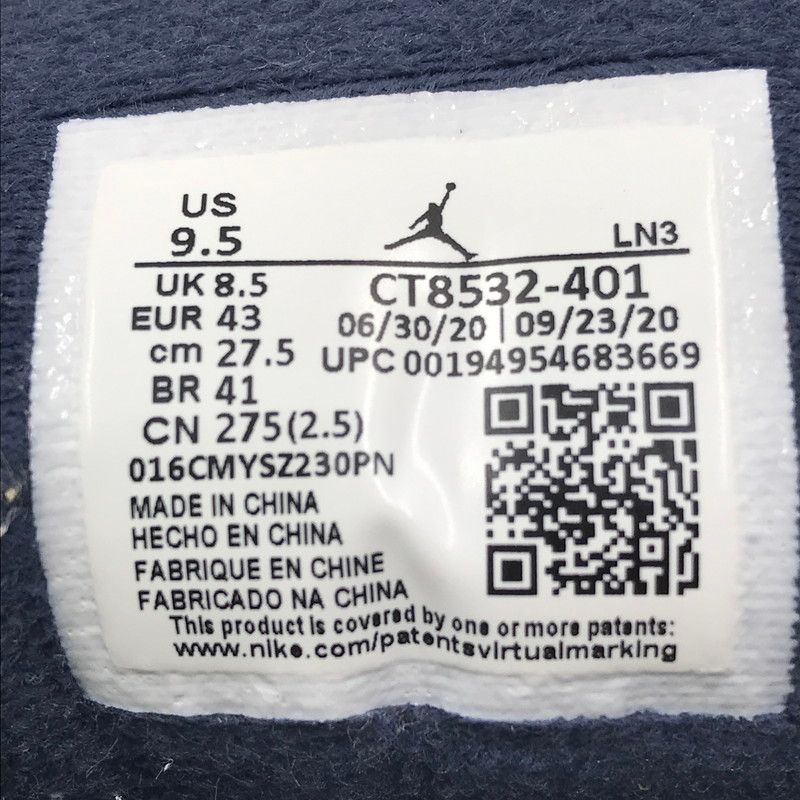 US
9.5
LN3
UK 8.5
CT8532-401
EUR 43
06/30/20 | 09/23/20
cm 27.5
UPC 00194954683669
BR 41
CN 275(2.5)
016CMYSZ230PN
MADE IN CHINA
HECHO EN CHINA
FABRIQUE EN CHINE
FABRICADO NA CHINA
This product is covered by one or more patents:
www.nike.com/patentsvirtualmarking